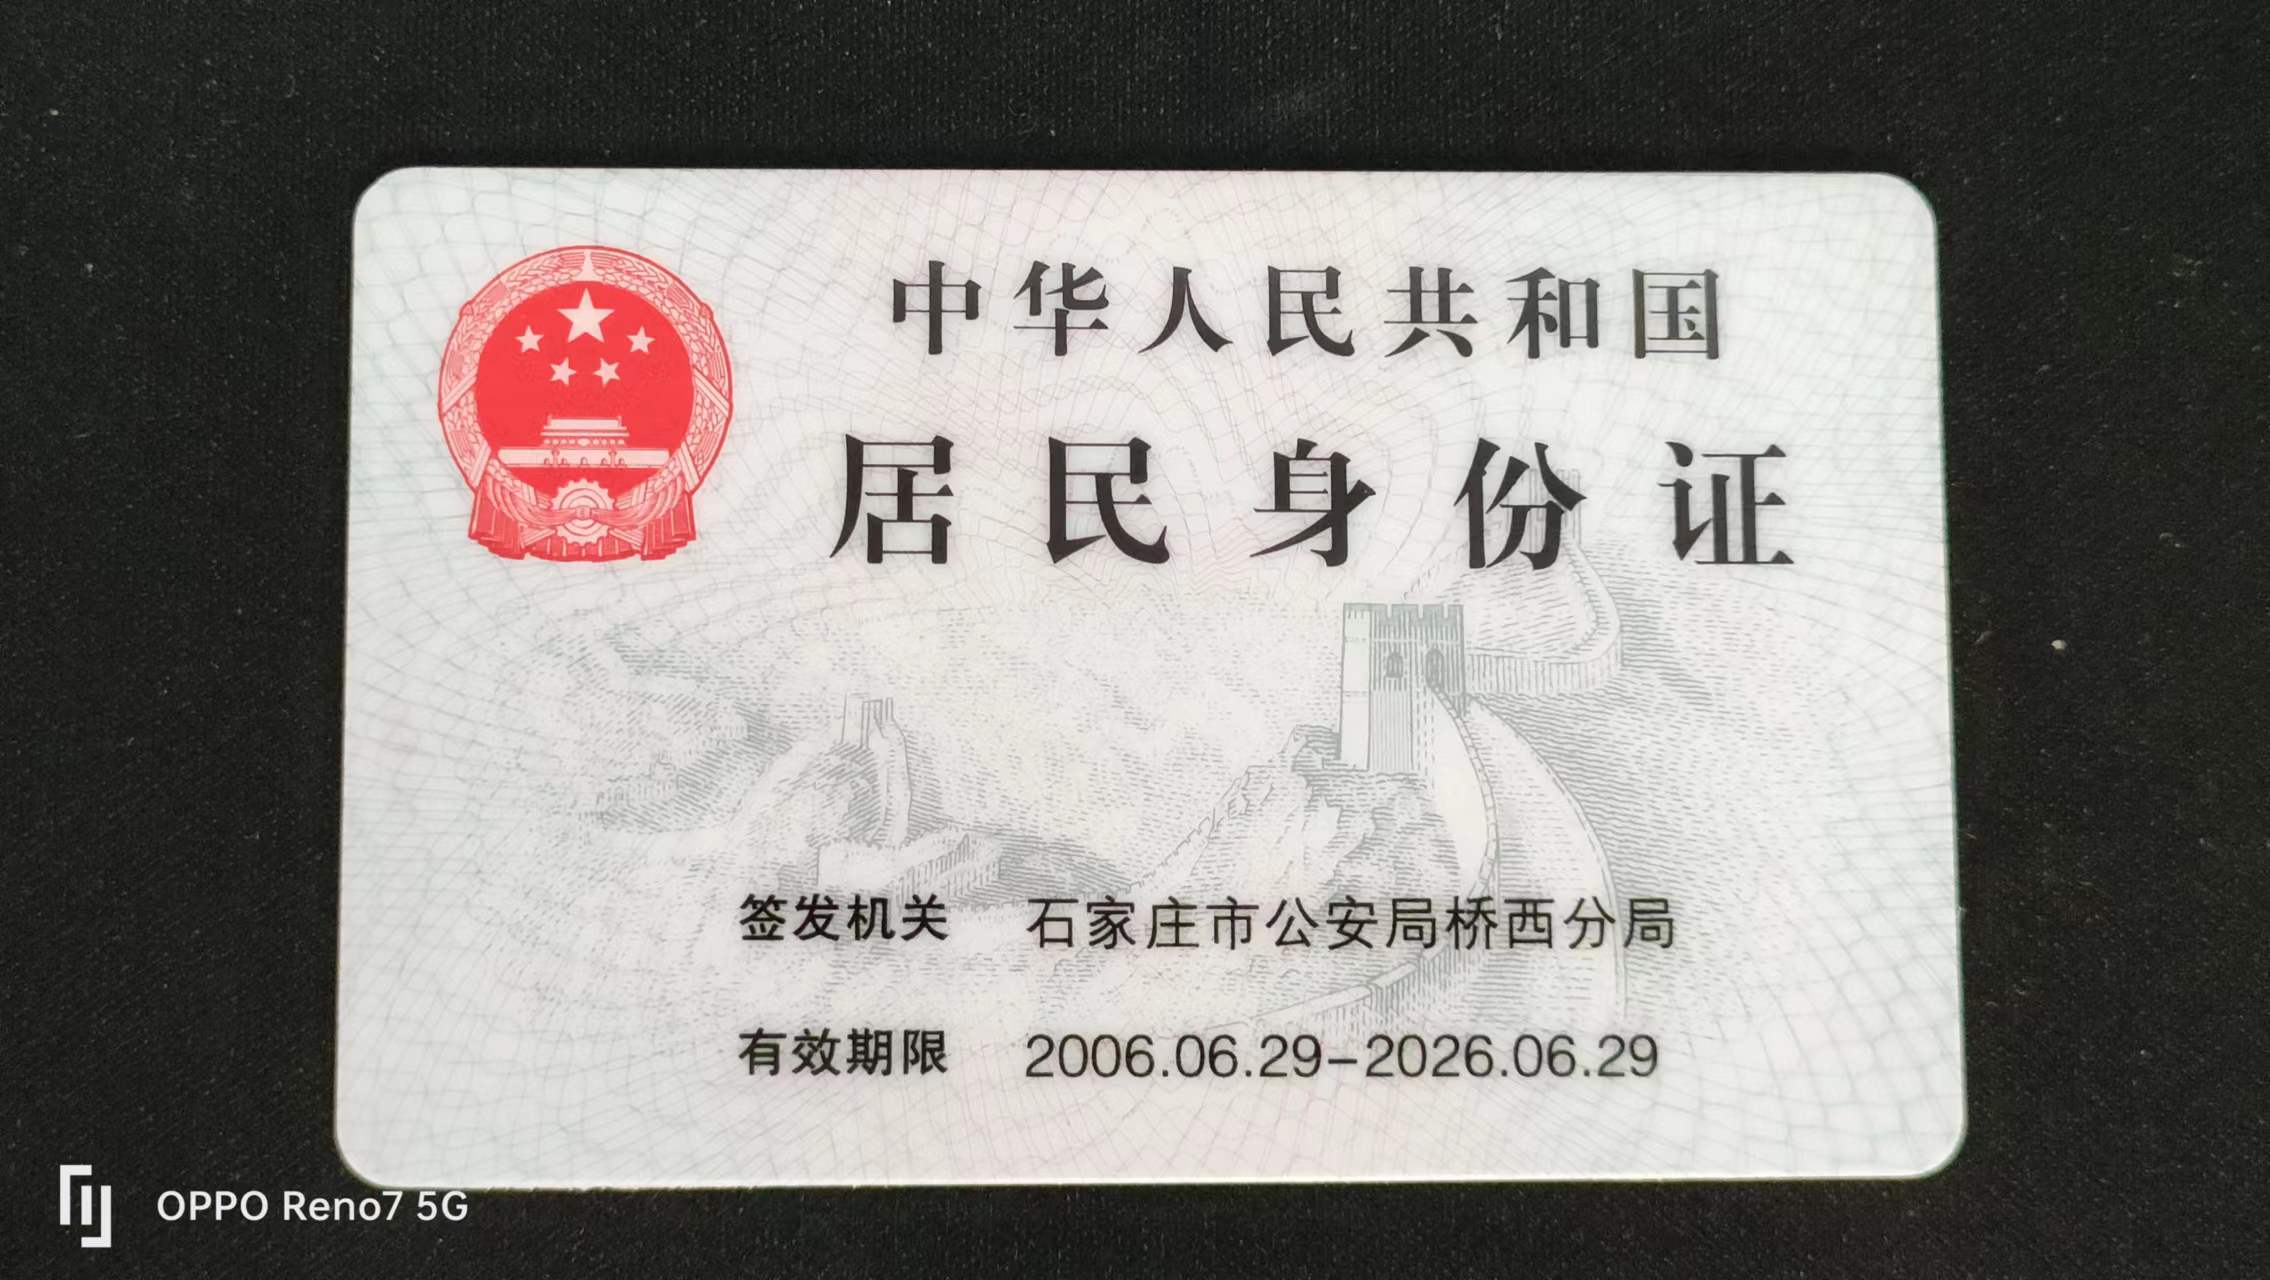 中华人民共和国
居民身份证
签发机关 石家庄市公安局桥西分局
有效期限 2006.06.29-2026.06.29
OPPO Reno7 5G